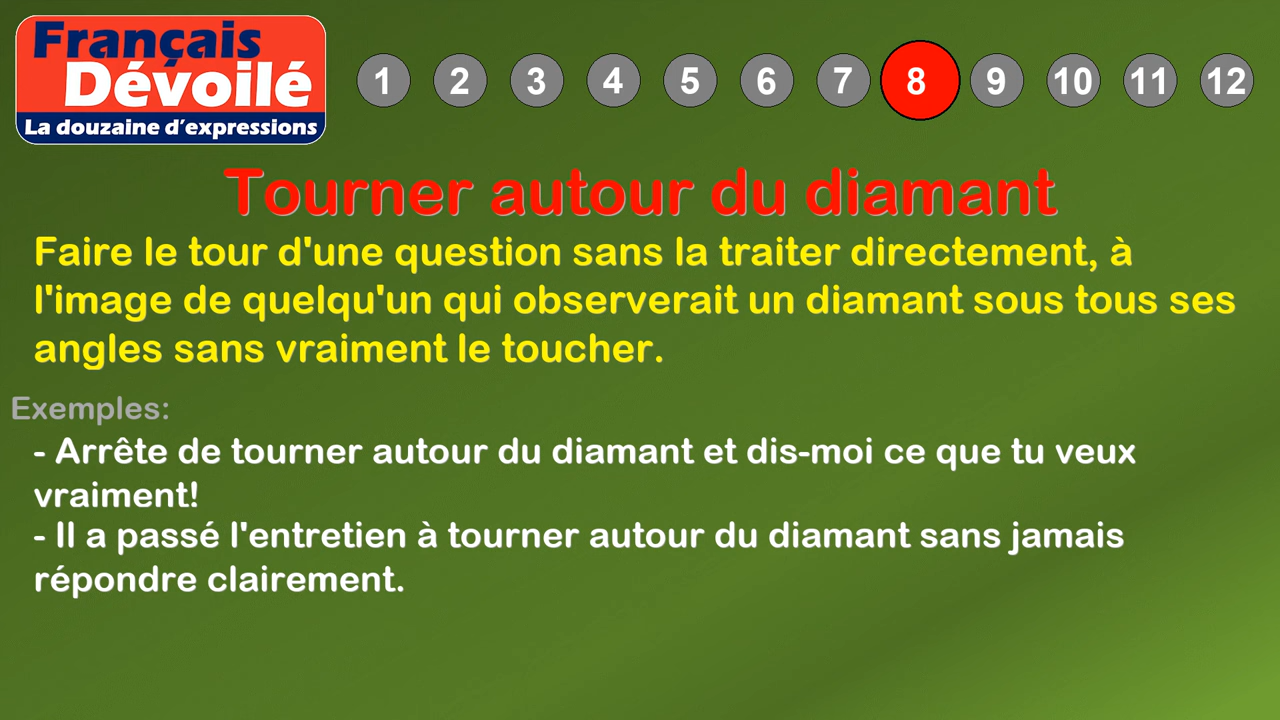 Français
Dévoilé
La douzaine d'expressions
1 2 3 4 5 6 7 8 9 10 11 12
Tourner autour du diamant
Faire le tour d'une question sans la traiter directement, à
l'image de quelqu'un qui observerait un diamant sous tous ses
angles sans vraiment le toucher.
Exemples:
- Arrête de tourner autour du diamant et dis-moi ce que tu veux
vraiment!
- Il a passé l'entretien à tourner autour du diamant sans jamais
répondre clairement.